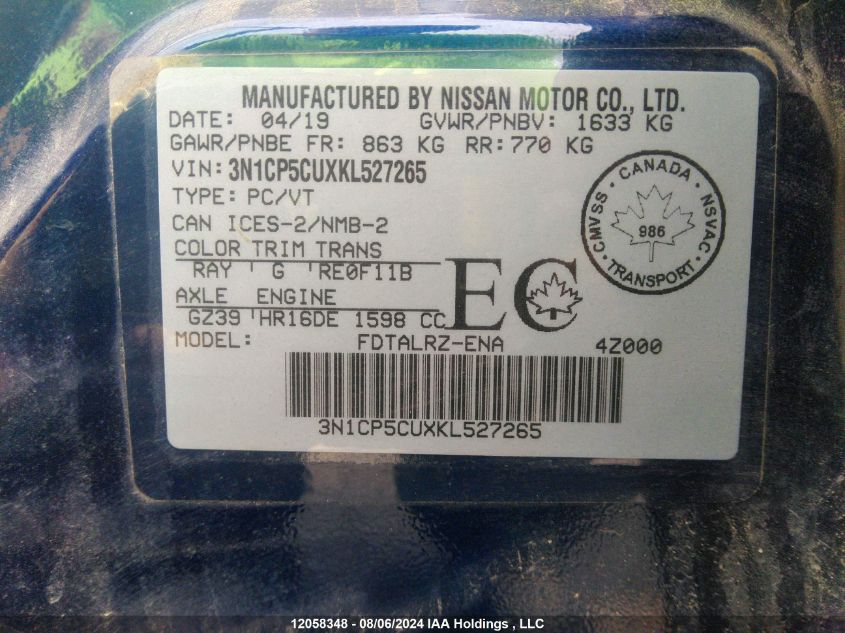 MANUFACTURED BY NISSAN MOTOR CO., LTD.
DATE: 04/19 GVWR/PNBV: 1633 KG
GAWR/PNBE FR: 863 KG RR: 770 KG
VIN: 3N1CP5CUXKL527265
TYPE: PC/VT
CAN ICES-2/NMB-2
COLOR TRIM TRANS
RAY G RE0F11B
AXLE ENGINE
GZ39 HR16DE 1598 CC
EC
MODEL: FDTALRZ-ENA 4Z000
3N1CP5CUXKL527265
CMVSS · CANADA · NSVAC · TRANSPORT ·
986
12058348 - 08/06/2024 IAA Holdings , LLC